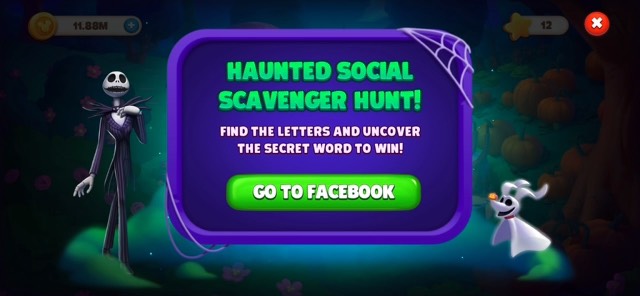 11.88M
12
HAUNTED SOCIAL
SCAVENGER HUNT!
FIND THE LETTERS AND UNCOVER
THE SECRET WORD TO WIN!
GO TO FACEBOOK